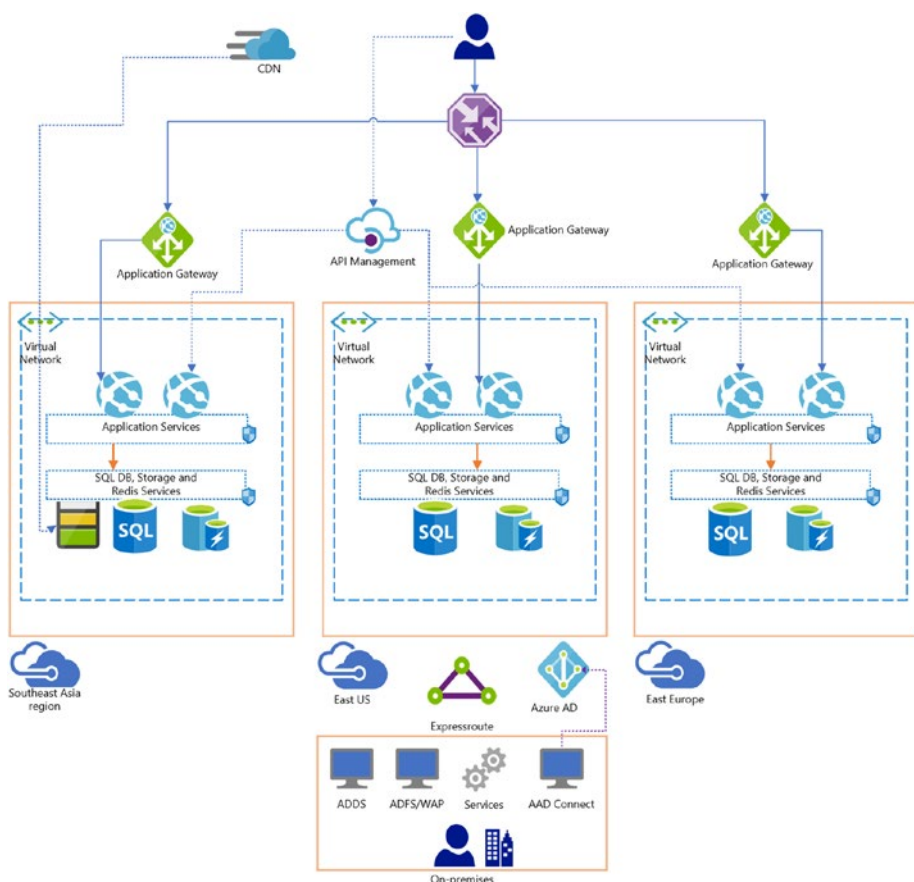 CDN
Application Gateway
API Management
Application Gateway
Application Gateway
Virtual
Network
Application Services
SQL DB, Storage and
Redis Services
SQL
Virtual
Network
Application Services
SQL DB, Storage and
Redis Services
SQL
Virtual
Network
Application Services
SQL DB, Storage and
Redis Services
SQL
Southeast Asia
region
East US
Expressroute
Azure AD
East Europe
ADDS
ADFS/WAP
Services
AAD Connect
On-premises